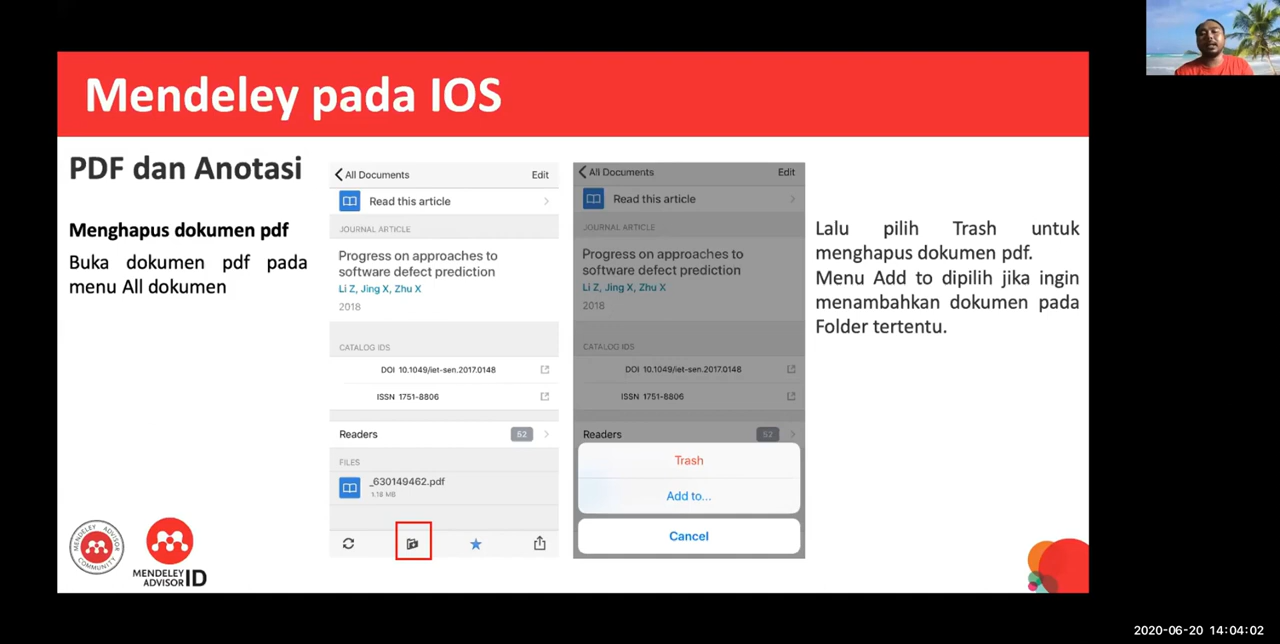 Mendeley pada IOS
PDF dan Anotasi
Menghapus dokumen pdf
Buka dokumen pdf pada
menu All dokumen
All Documents
Edit
Read this article
JOURNAL ARTICLE
Progress on approaches to
software defect prediction
Li Z, Jing X, Zhu X
2018
CATALOG IDS
DOI 10.1049/iet-sen.2017.0148
ISSN 1751-8806
Readers
52
FILES
_630149462.pdf
1.18 MB
All Documents
Edit
Read this article
JOURNAL ARTICLE
Progress on approaches to
software defect prediction
Li Z, Jing X, Zhu X
2018
CATALOG IDS
DOI 10.1049/iet-sen.2017.0148
ISSN 1751-8806
Readers
52
Trash
Add to...
Cancel
Lalu pilih Trash untuk
menghapus dokumen pdf.
Menu Add to dipilih jika ingin
menambahkan dokumen pada
Folder tertentu.
MENDELEY ADVISOR
COMMUNITY
MENDELEY
ADVISOR ID
2020-06-20 14:04:02